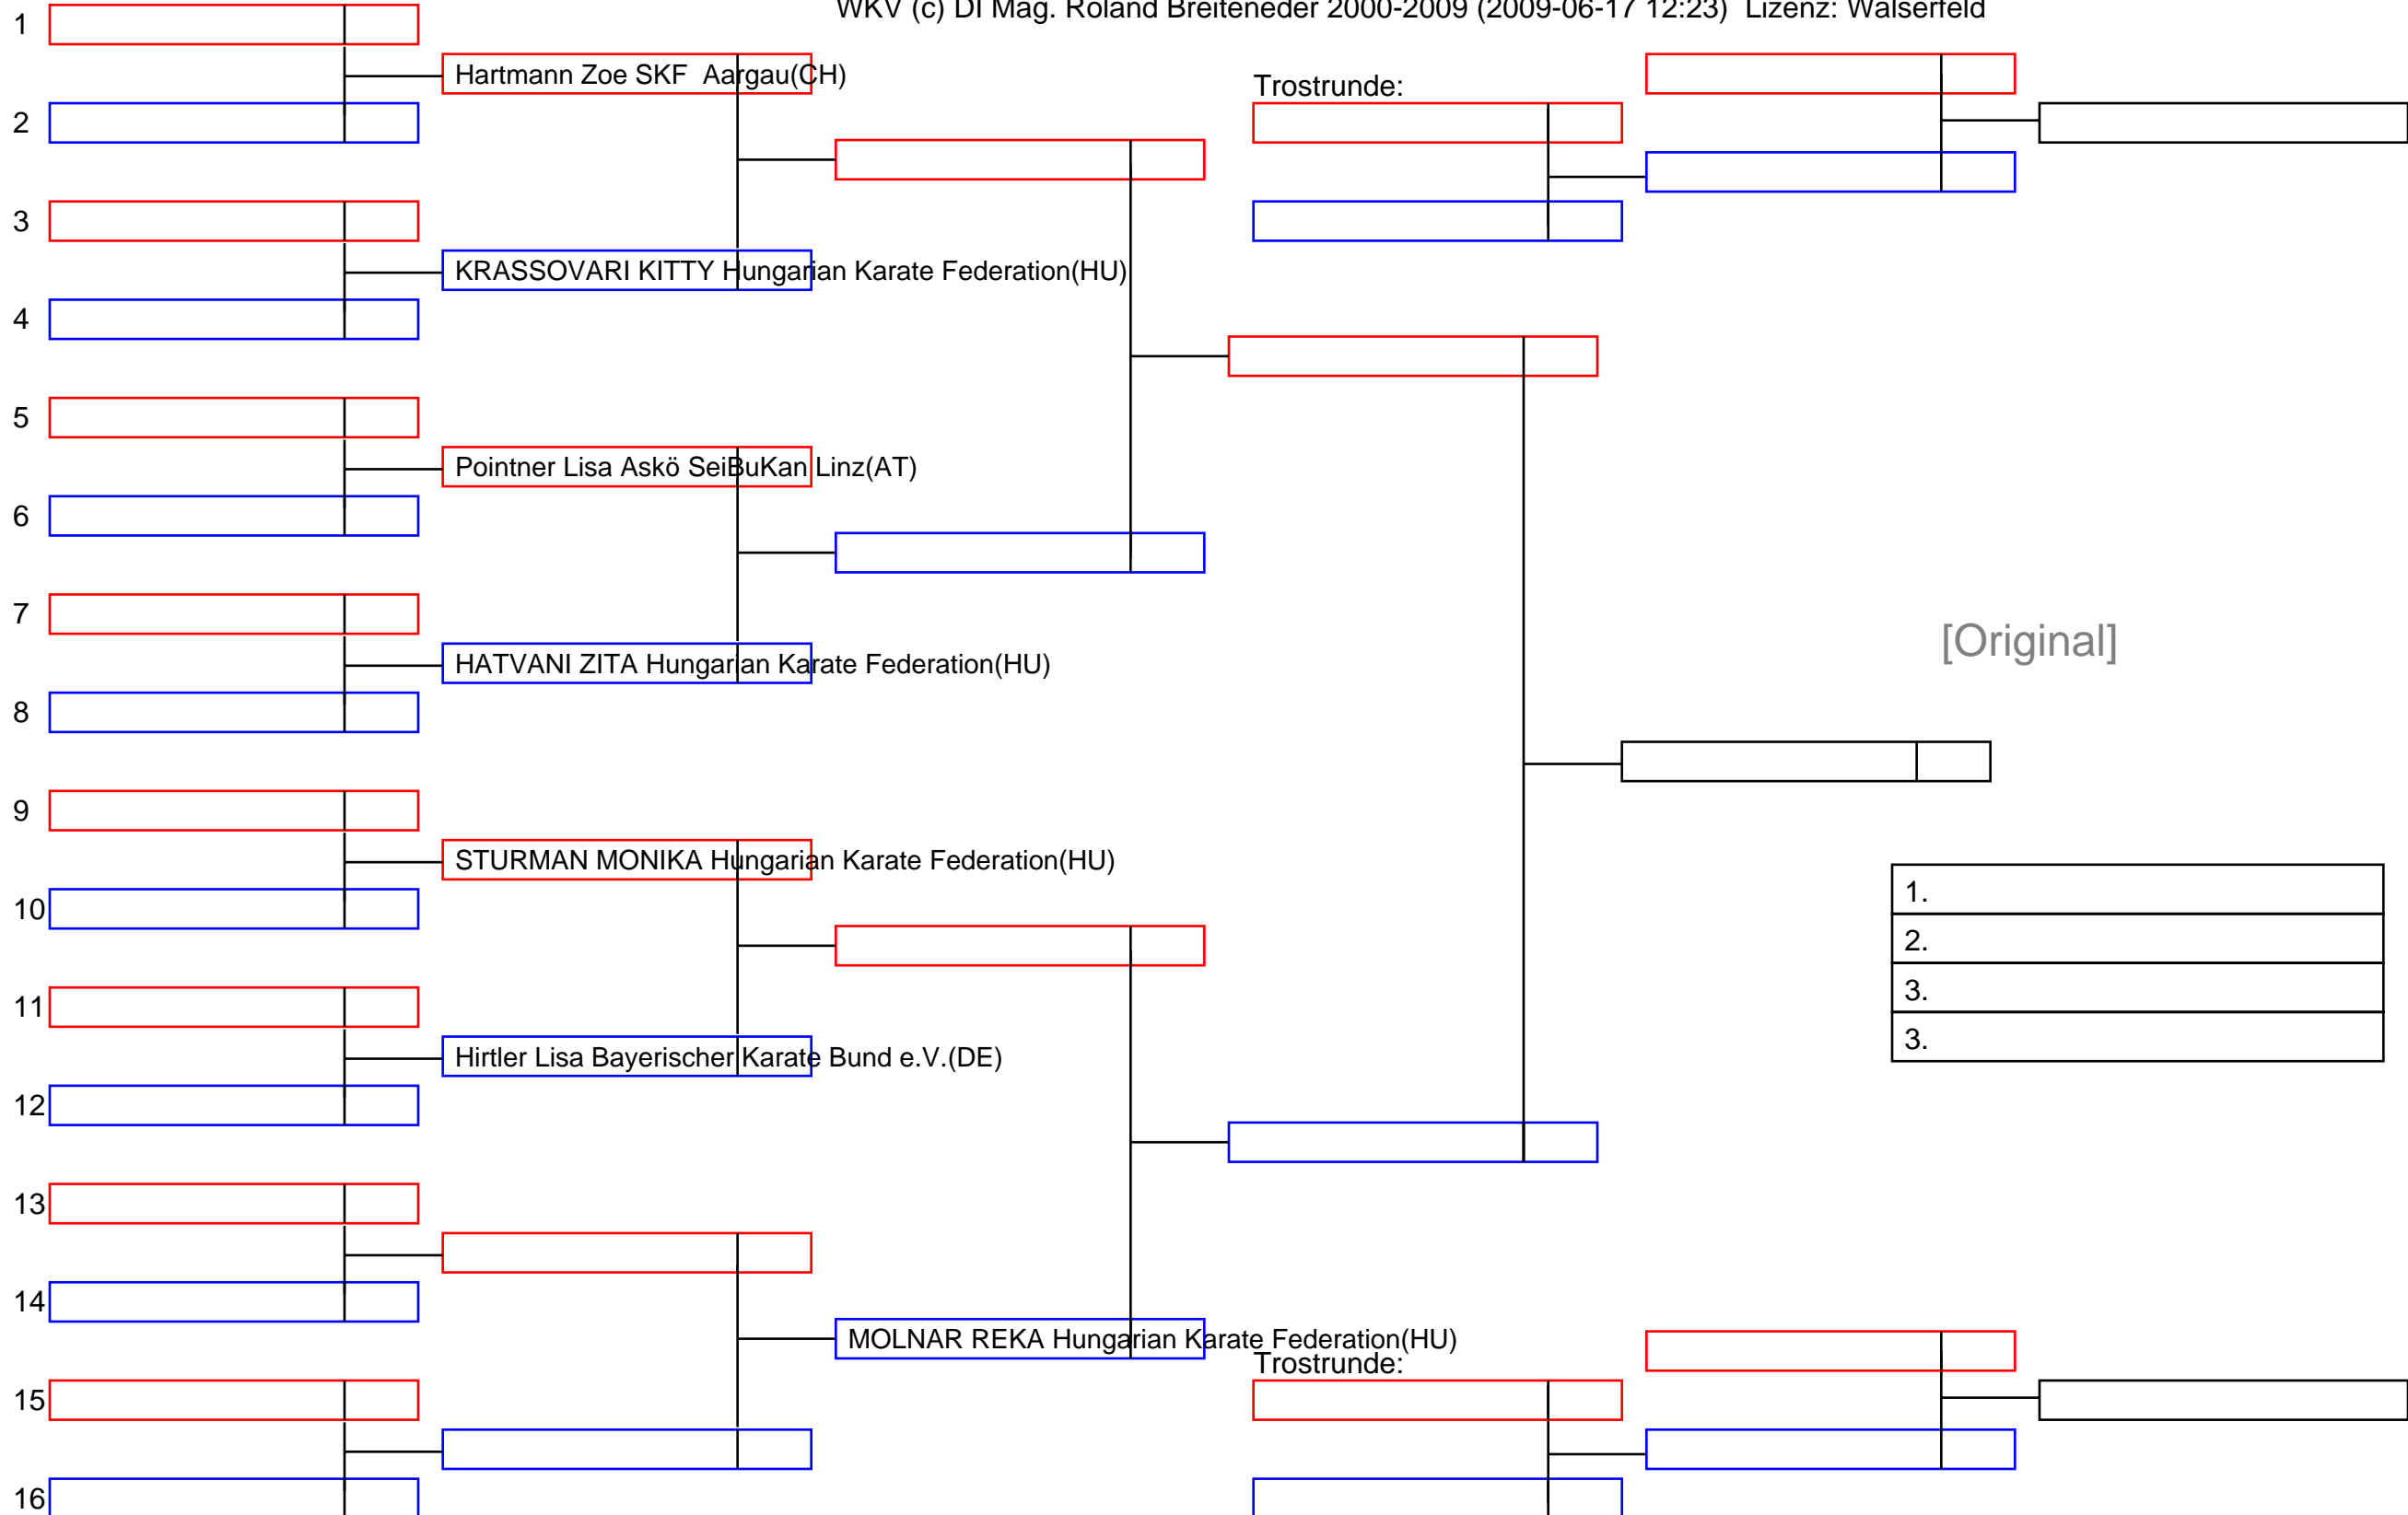 WKV (c) DI Mag. Roland Breiteneder 2000-2009 (2009-06-17 12:23)  Lizenz: Walserfeld
1
Hartmann Zoe SKF  Aargau(CH)
Trostrunde:
2
3
KRASSOVARI KITTY Hungarian Karate Federation(HU)
4
5
Pointner Lisa Askö SeiBuKan Linz(AT)
6
7
[Original]
HATVANI ZITA Hungarian Karate Federation(HU)
8
9
STURMAN MONIKA Hungarian Karate Federation(HU)
1.
10
2.
3.
11
3.
Hirtler Lisa Bayerischer Karate Bund e.V.(DE)
12
13
14
MOLNAR REKA Hungarian Karate Federation(HU)
Trostrunde:
15
16